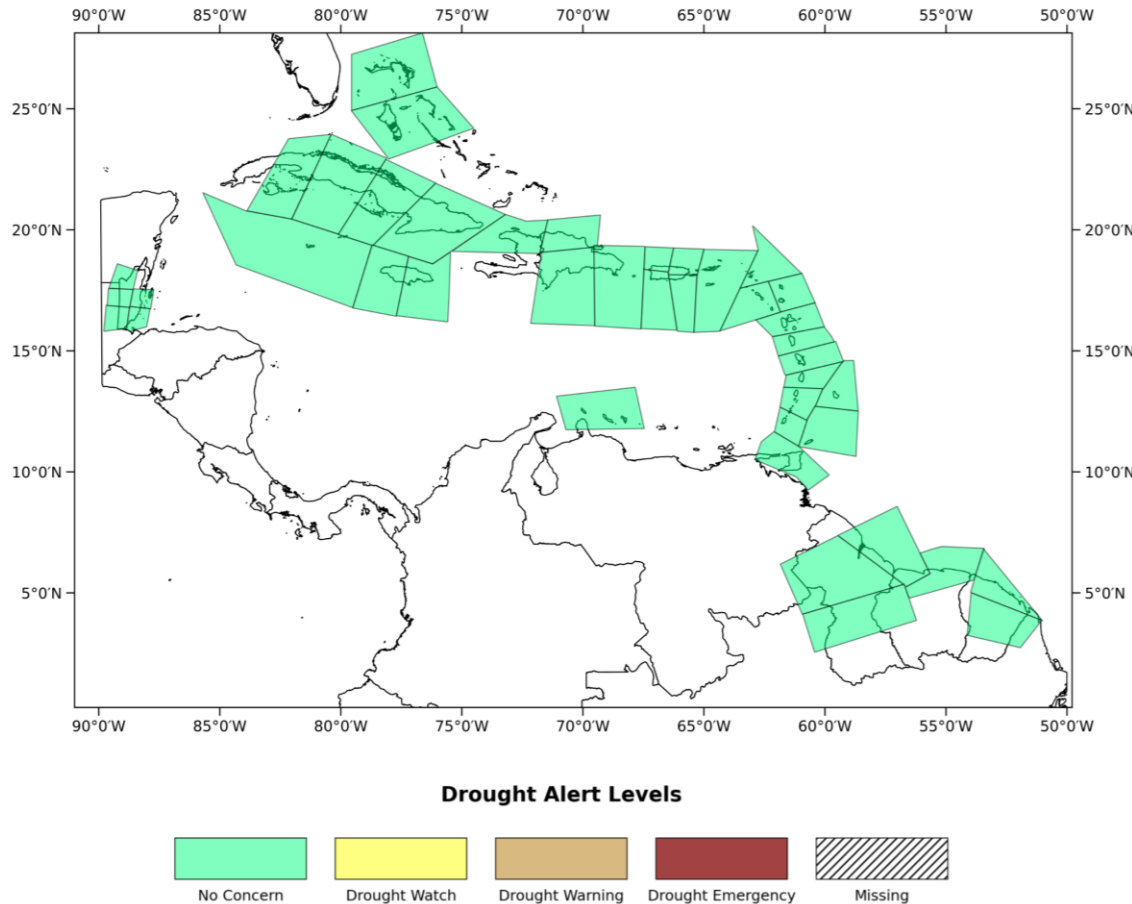 90°0′W 85°0′W 80°0′W 75°0′W 70°0′W 65°0′W 60°0′W 55°0′W 50°0′W
25°0′N 25°0′N
20°0′N 20°0′N
15°0′N 15°0′N
10°0′N 10°0′N
5°0′N 5°0′N
90°0′W 85°0′W 80°0′W 75°0′W 70°0′W 65°0′W 60°0′W 55°0′W 50°0′W
Drought Alert Levels
No Concern Drought Watch Drought Warning Drought Emergency Missing